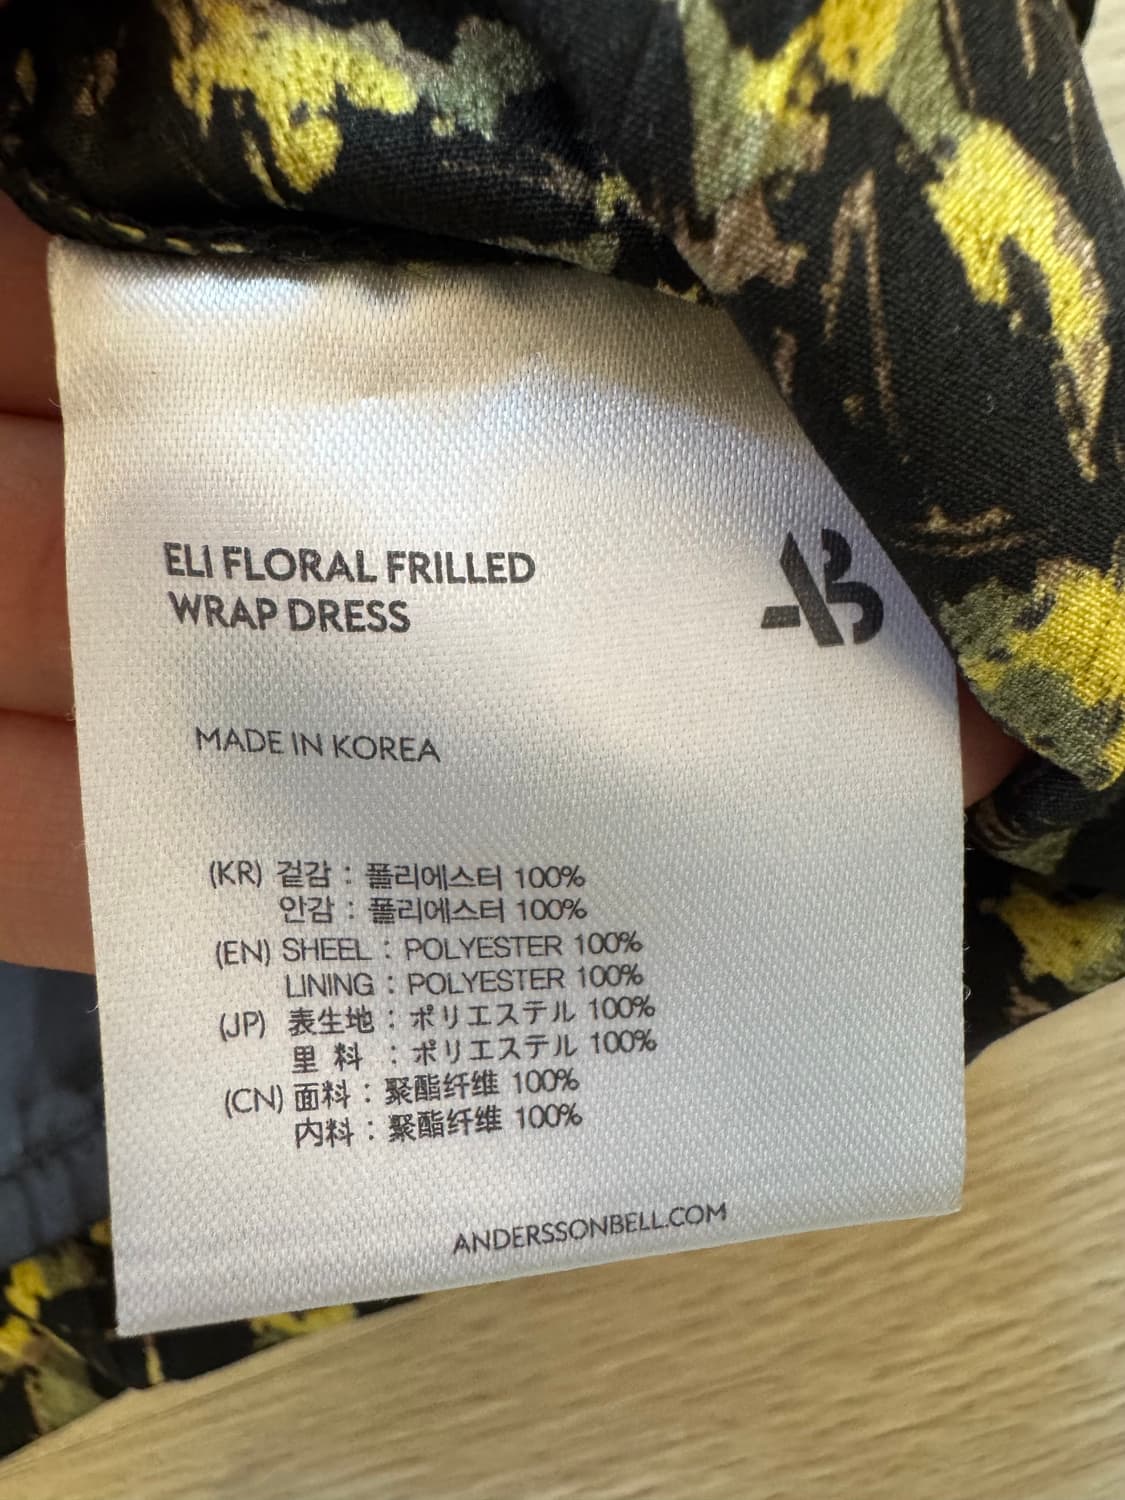 ELI FLORAL FRILLED
WRAP DRESS
AB
MADE IN KOREA
(KR) 겉감 : 폴리에스터 100%
안감 : 폴리에스터 100%
(EN) SHEEL : POLYESTER 100%
LINING : POLYESTER 100%
(JP) 表生地 : ポリエステル 100%
里 料 : ポリエステル 100%
(CN) 面料 : 聚酯纤维 100%
内料 : 聚酯纤维 100%
ANDERSSONBELL.COM